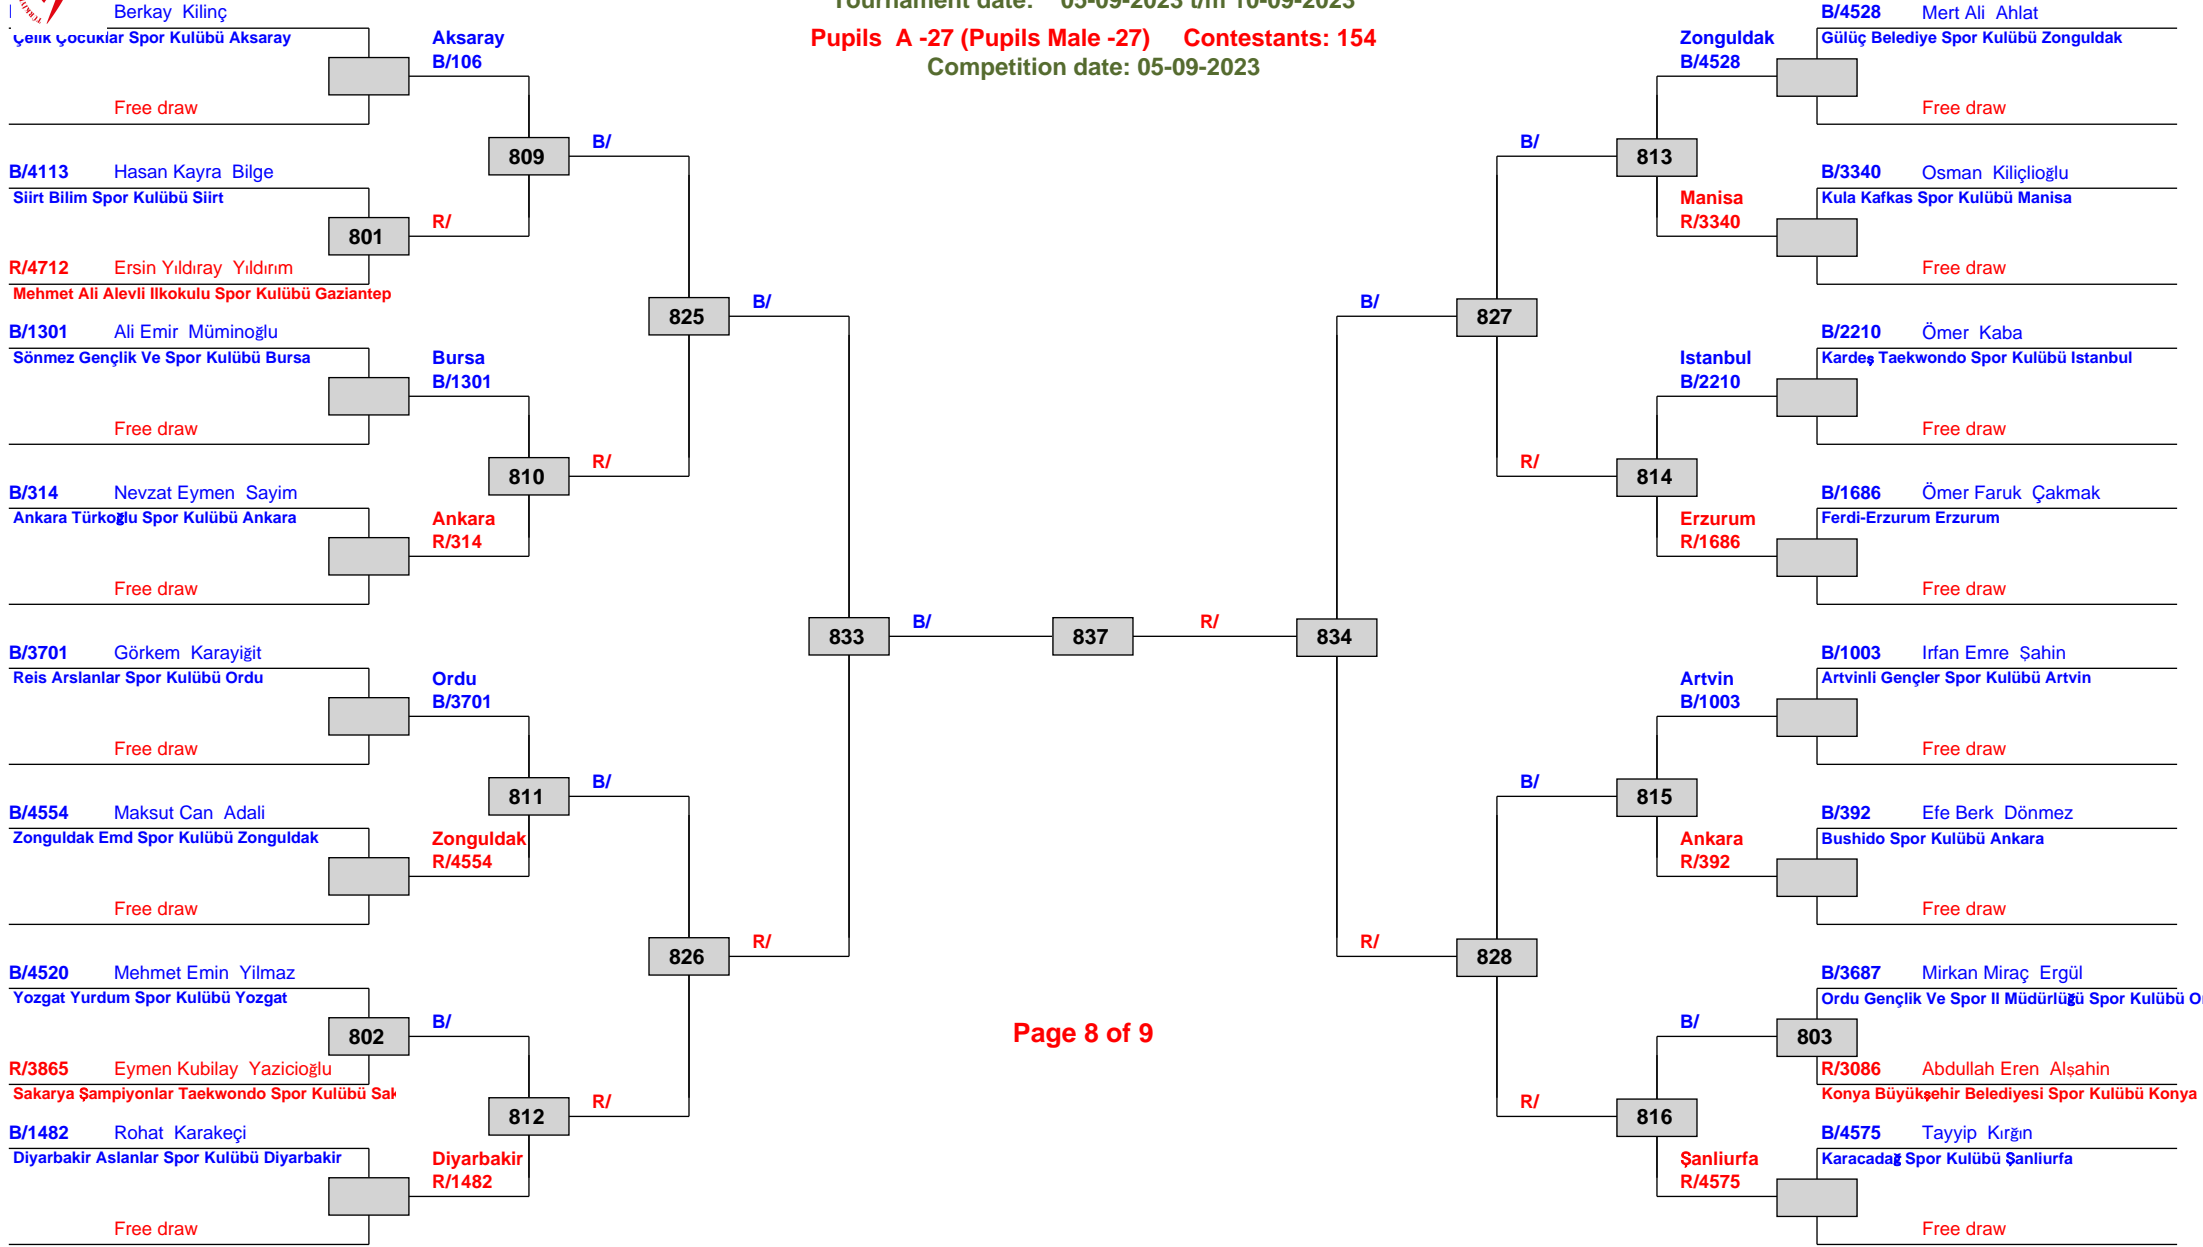 Berkay Kilinç
Çelik Çocuklar Spor Kulübü Aksaray
Free draw
Aksaray
B/106
809
B/
B/4113 Hasan Kayra Bilge
Siirt Bilim Spor Kulübü Siirt
801
R/
R/4712 Ersin Yıldıray Yıldırım
Mehmet Ali Alevli Ilkokulu Spor Kulübü Gaziantep
825
B/
B/1301 Ali Emir Müminoğlu
Sönmez Gençlik Ve Spor Kulübü Bursa
Bursa
B/1301
Free draw
810
R/
B/314 Nevzat Eymen Sayim
Ankara Türkoğlu Spor Kulübü Ankara
Ankara
R/314
Free draw
833
B/
B/3701 Görkem Karayiğit
Reis Arslanlar Spor Kulübü Ordu
Ordu
B/3701
Free draw
811
B/
B/4554 Maksut Can Adali
Zonguldak Emd Spor Kulübü Zonguldak
Zonguldak
R/4554
Free draw
826
R/
B/4520 Mehmet Emin Yilmaz
Yozgat Yurdum Spor Kulübü Yozgat
802
B/
R/3865 Eymen Kubilay Yazicioğlu
Sakarya Şampiyonlar Taekwondo Spor Kulübü Sak
812
R/
B/1482 Rohat Karakeçi
Diyarbakir Aslanlar Spor Kulübü Diyarbakir
Diyarbakir
R/1482
Free draw
Tournament date: 05-09-2023 t/m 10-09-2023
Pupils A -27 (Pupils Male -27) Contestants: 154
Competition date: 05-09-2023
837
R/
834
Page 8 of 9
B/4528 Mert Ali Ahlat
Gülüç Belediye Spor Kulübü Zonguldak
Zonguldak
B/4528
Free draw
B/
813
B/3340 Osman Kiliçlioğlu
Kula Kafkas Spor Kulübü Manisa
Manisa
R/3340
Free draw
B/
827
B/2210 Ömer Kaba
Kardeş Taekwondo Spor Kulübü Istanbul
Istanbul
B/2210
Free draw
R/
814
B/1686 Ömer Faruk Çakmak
Ferdi-Erzurum Erzurum
Erzurum
R/1686
Free draw
B/1003 Irfan Emre Şahin
Artvinli Gençler Spor Kulübü Artvin
Artvin
B/1003
Free draw
B/
815
B/392 Efe Berk Dönmez
Bushido Spor Kulübü Ankara
Ankara
R/392
Free draw
R/
828
B/3687 Mirkan Miraç Ergül
Ordu Gençlik Ve Spor Il Müdürlüğü Spor Kulübü
B/
803
R/3086 Abdullah Eren Alşahin
Konya Büyükşehir Belediyesi Spor Kulübü Konya
R/
816
B/4575 Tayyip Kırğın
Karacadağ Spor Kulübü Şanliurfa
Şanliurfa
R/4575
Free draw